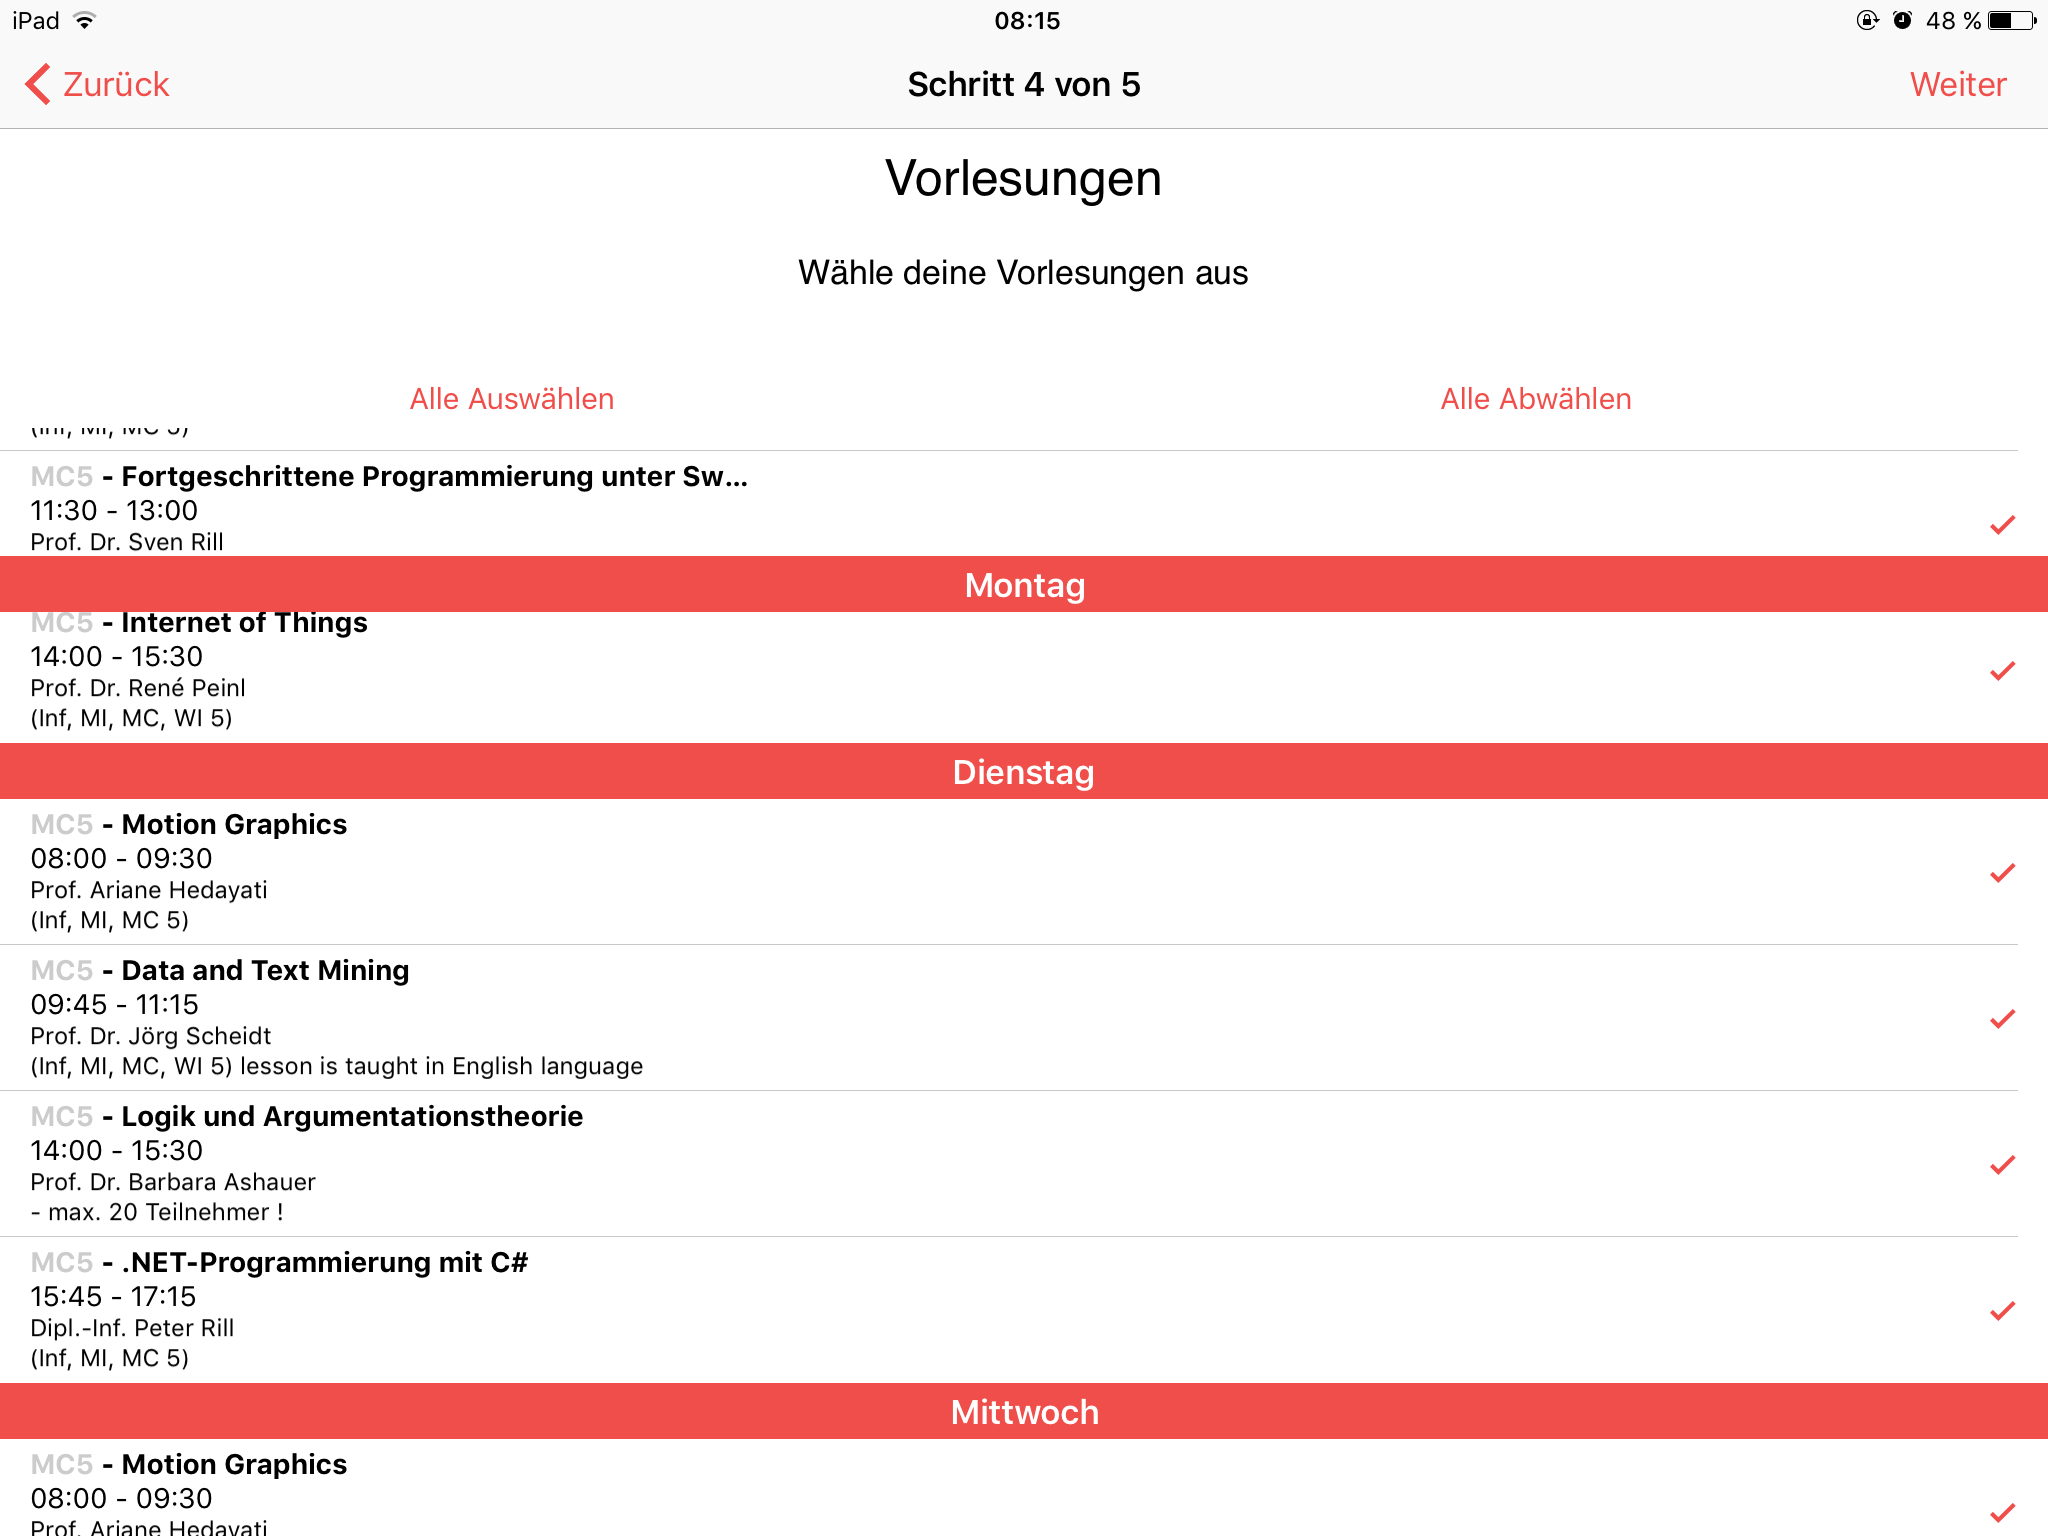 iPad 08:15 48 %
Zurück Schritt 4 von 5 Weiter
Vorlesungen
Wähle deine Vorlesungen aus
Alle Auswählen Alle Abwählen
(Inf, MI, MC 5)
MC5 - Fortgeschrittene Programmierung unter Sw...
11:30 - 13:00
Prof. Dr. Sven Rill
Montag
MC5 - Internet of Things
14:00 - 15:30
Prof. Dr. René Peinl
(Inf, MI, MC, WI 5)
Dienstag
MC5 - Motion Graphics
08:00 - 09:30
Prof. Ariane Hedayati
(Inf, MI, MC 5)
MC5 - Data and Text Mining
09:45 - 11:15
Prof. Dr. Jörg Scheidt
(Inf, MI, MC, WI 5) lesson is taught in English language
MC5 - Logik und Argumentationstheorie
14:00 - 15:30
Prof. Dr. Barbara Ashauer
- max. 20 Teilnehmer !
MC5 - .NET-Programmierung mit C#
15:45 - 17:15
Dipl.-Inf. Peter Rill
(Inf, MI, MC 5)
Mittwoch
MC5 - Motion Graphics
08:00 - 09:30
Prof. Ariane Hedayati